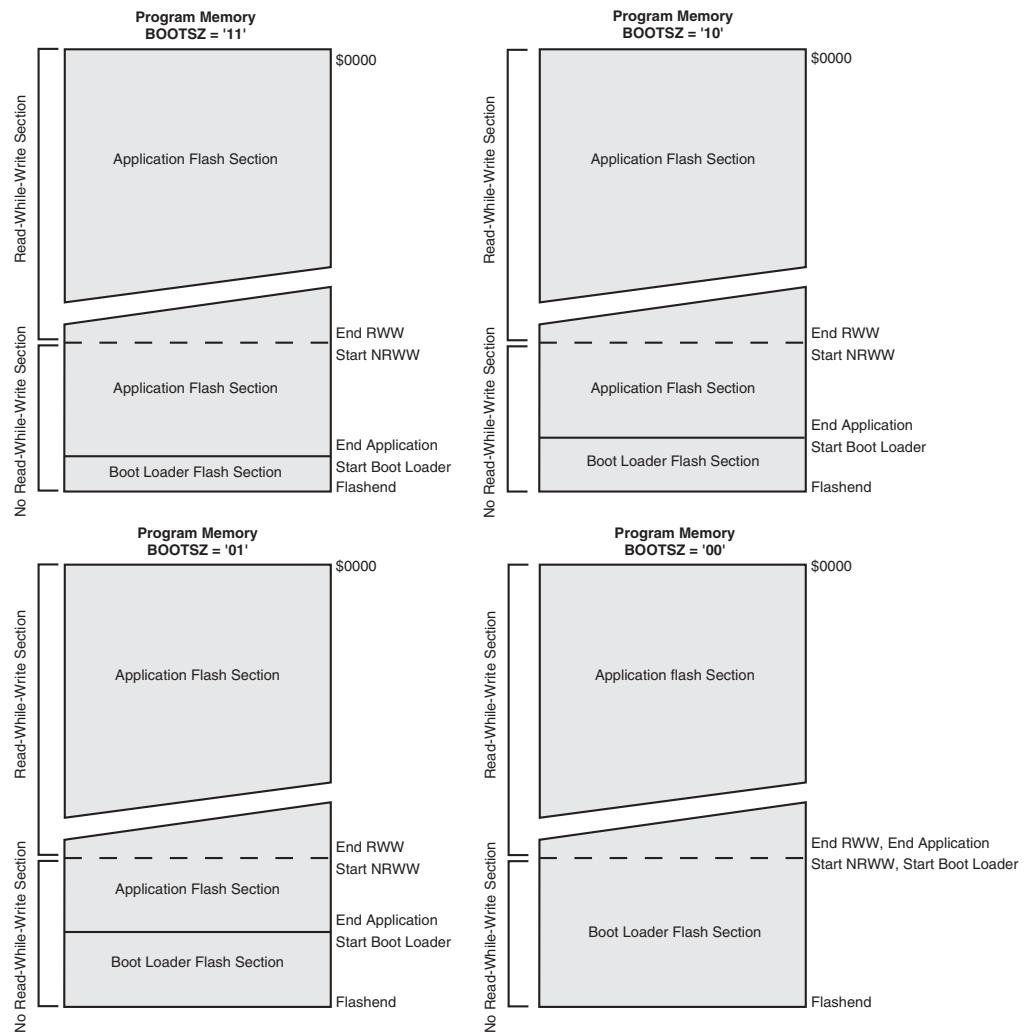 Program Memory
BOOTSZ = '11'
$0000
Read-While-Write Section
Application Flash Section
End RWW
Start NRWW
No Read-While-Write Section
Application Flash Section
End Application
Start Boot Loader
Boot Loader Flash Section
Flashend
Program Memory
BOOTSZ = '10'
$0000
Read-While-Write Section
Application Flash Section
End RWW
Start NRWW
No Read-While-Write Section
Application Flash Section
End Application
Start Boot Loader
Boot Loader Flash Section
Flashend
Program Memory
BOOTSZ = '01'
$0000
Read-While-Write Section
Application Flash Section
End RWW
Start NRWW
No Read-While-Write Section
Application Flash Section
End Application
Start Boot Loader
Boot Loader Flash Section
Flashend
Program Memory
BOOTSZ = '00'
$0000
Read-While-Write Section
Application flash Section
End RWW, End Application
Start NRWW, Start Boot Loader
No Read-While-Write Section
Boot Loader Flash Section
Flashend